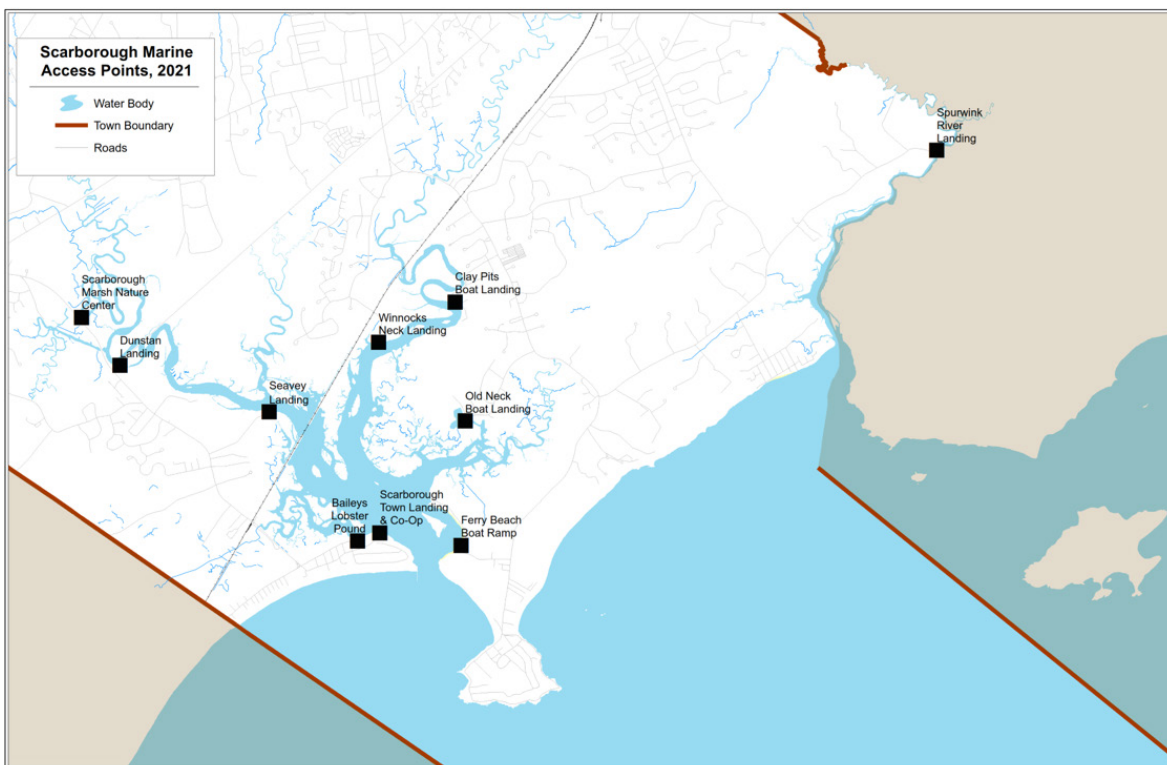 Scarborough Marine
Access Points, 2021
Water Body
Town Boundary
Roads
Spurwink
River
Landing
Scarborough
Marsh Nature
Center
Clay Pits
Boat Landing
Winnocks
Neck Landing
Dunstan
Landing
Seavey
Landing
Old Neck
Boat Landing
Baileys
Lobster
Pound
Scarborough
Town Landing
& Co-Op
Ferry Beach
Boat Ramp